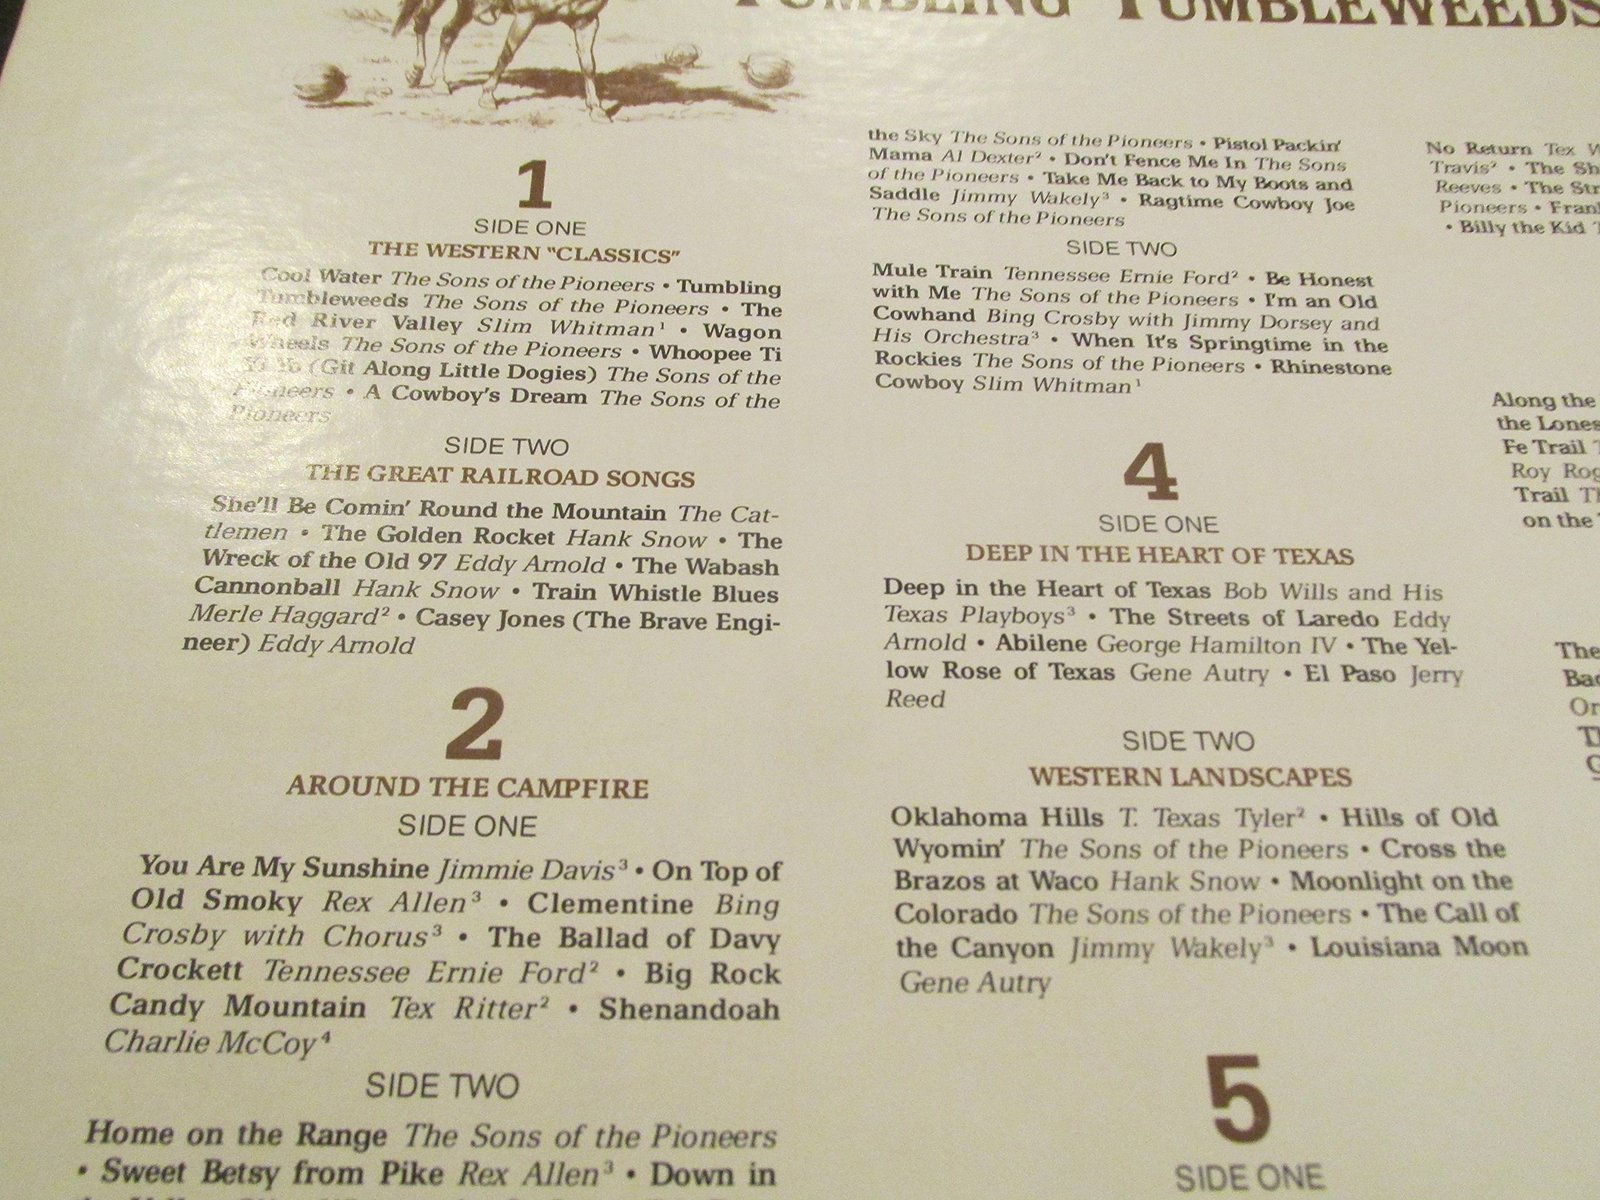 TUMBLING TUMBLEWEEDS
1
SIDE ONE
THE WESTERN "CLASSICS"
Cool Water The Sons of the Pioneers • Tumbling
Tumbleweeds The Sons of the Pioneers • The
Red River Valley Slim Whitman¹ • Wagon
Wheels The Sons of the Pioneers • Whoopee Ti
Yi Yo (Git Along Little Dogies) The Sons of the
Pioneers • A Cowboy's Dream The Sons of the
Pioneers
SIDE TWO
THE GREAT RAILROAD SONGS
She'll Be Comin' Round the Mountain The Cat-
tlemen • The Golden Rocket Hank Snow • The
Wreck of the Old 97 Eddy Arnold • The Wabash
Cannonball Hank Snow • Train Whistle Blues
Merle Haggard² • Casey Jones (The Brave Engi-
neer) Eddy Arnold
2
AROUND THE CAMPFIRE
SIDE ONE
You Are My Sunshine Jimmie Davis³ • On Top of
Old Smoky Rex Allen³ • Clementine Bing
Crosby with Chorus³ • The Ballad of Davy
Crockett Tennessee Ernie Ford² • Big Rock
Candy Mountain Tex Ritter² • Shenandoah
Charlie McCoy⁴
SIDE TWO
Home on the Range The Sons of the Pioneers
• Sweet Betsy from Pike Rex Allen³ • Down in
the Sky The Sons of the Pioneers • Pistol Packin'
Mama Al Dexter² • Don't Fence Me In The Sons
of the Pioneers • Take Me Back to My Boots and
Saddle Jimmy Wakely³ • Ragtime Cowboy Joe
The Sons of the Pioneers
SIDE TWO
Mule Train Tennessee Ernie Ford² • Be Honest
with Me The Sons of the Pioneers • I'm an Old
Cowhand Bing Crosby with Jimmy Dorsey and
His Orchestra³ • When It's Springtime in the
Rockies The Sons of the Pioneers • Rhinestone
Cowboy Slim Whitman¹
4
SIDE ONE
DEEP IN THE HEART OF TEXAS
Deep in the Heart of Texas Bob Wills and His
Texas Playboys³ • The Streets of Laredo Eddy
Arnold • Abilene George Hamilton IV • The Yel-
low Rose of Texas Gene Autry • El Paso Jerry
Reed
SIDE TWO
WESTERN LANDSCAPES
Oklahoma Hills T. Texas Tyler² • Hills of Old
Wyomin' The Sons of the Pioneers • Cross the
Brazos at Waco Hank Snow • Moonlight on the
Colorado The Sons of the Pioneers • The Call of
the Canyon Jimmy Wakely³ • Louisiana Moon
Gene Autry
5
SIDE ONE
No Return Tex
Travis² • The
Reeves • The
Pioneers •
• Billy the Kid
Along the
the
Fe Trail
Roy
Trail
on the
The